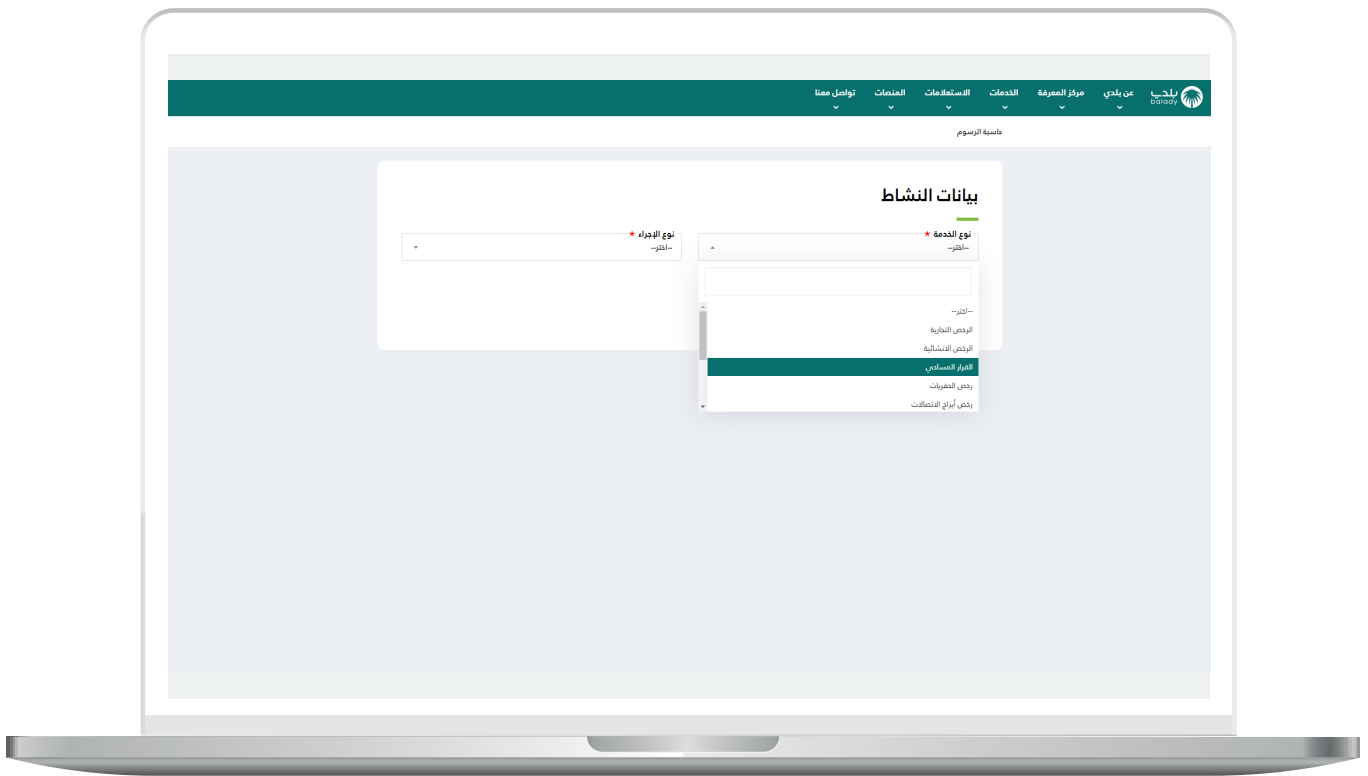 بلدي
balady
عن بلدي مركز المعرفة الخدمات الاستعلامات المنصات تواصل معنا
حاسبة الرسوم
بيانات النشاط
نوع الخدمة *
--اختر--
نوع الإجراء *
--اختر--
--اختر--
الرخص التجارية
الرخص الانشائية
القرار المساحي
رخص الحفريات
رخص أبراج الاتصالات